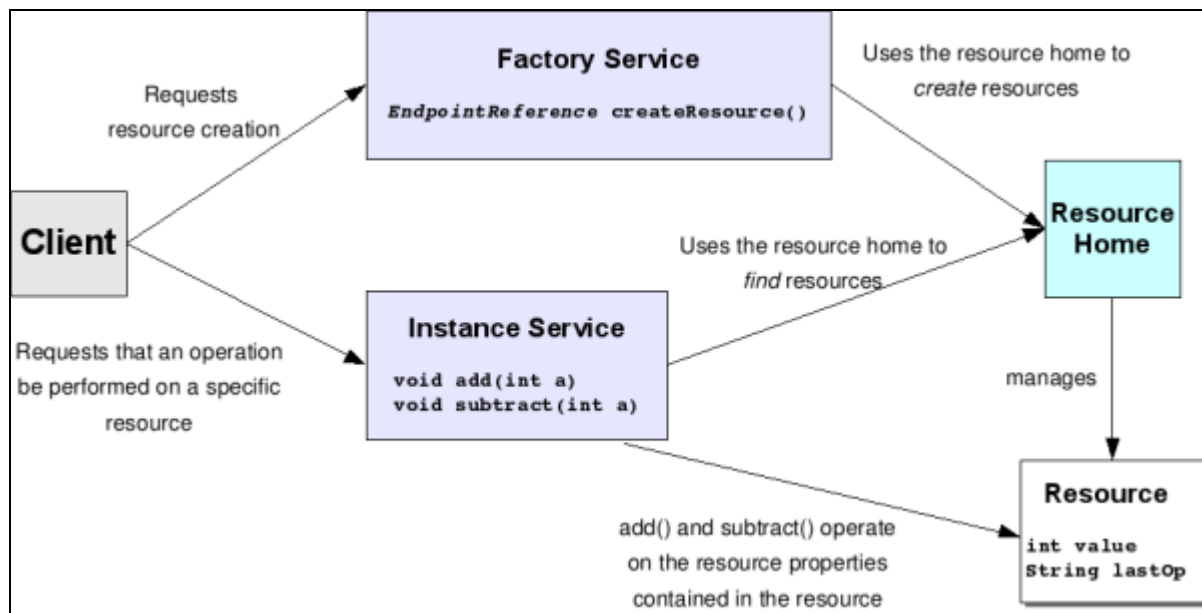 Factory Service
EndpointReference createResource()
Uses the resource home to
create resources
Requests
resource creation
Client
Resource
Home
Uses the resource home to
find resources
Instance Service
void add(int a)
void subtract(int a)
Requests that an operation
be performed on a specific
resource
manages
Resource
int value
String lastOp
add() and subtract() operate
on the resource properties
contained in the resource